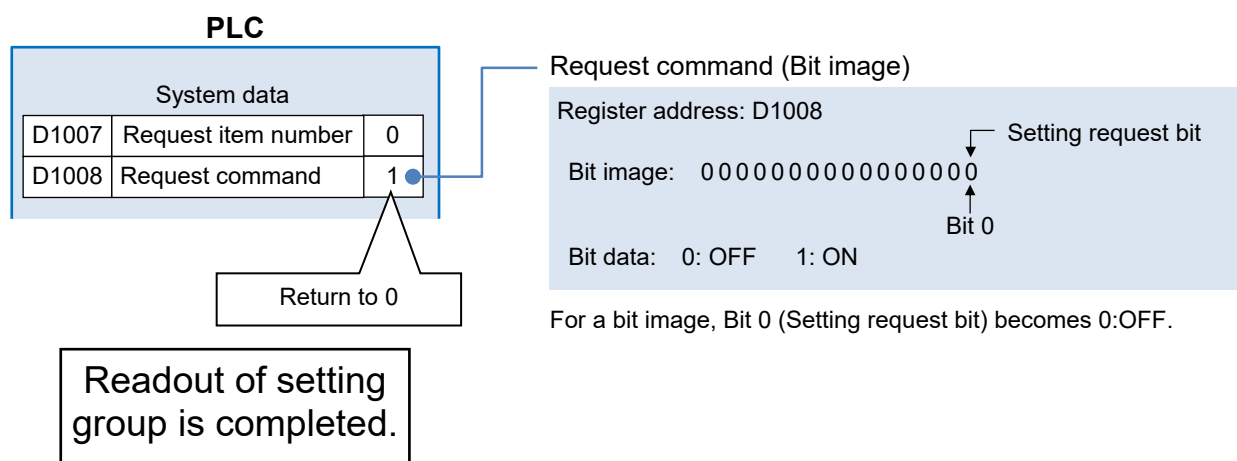 PLC
System data
D1007 Request item number 0
D1008 Request command 1
Return to 0
Readout of setting
group is completed.
Request command (Bit image)
Register address: D1008
Setting request bit
Bit image: 0000000000000000
Bit 0
Bit data: 0: OFF 1: ON
For a bit image, Bit 0 (Setting request bit) becomes 0:OFF.